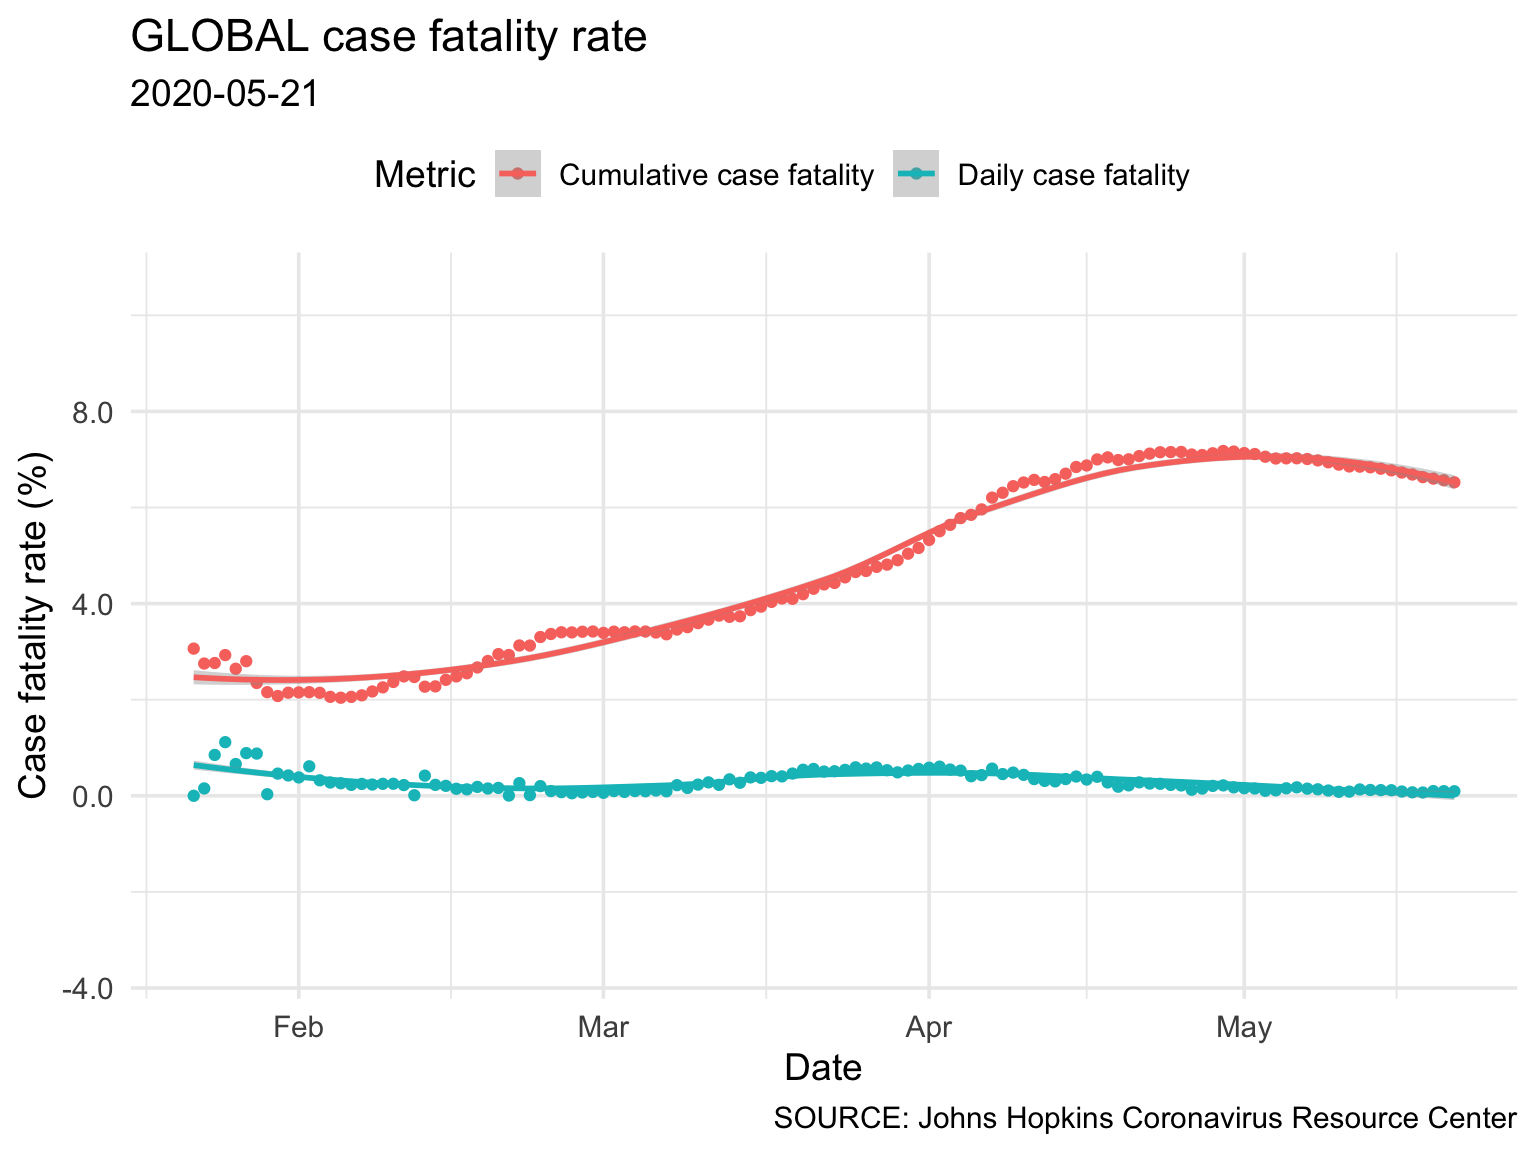 GLOBAL case fatality rate
2020-05-21
Metric Cumulative case fatality Daily case fatality
Case fatality rate (%)
8.0
4.0
0.0
-4.0
Feb Mar Apr May
Date
SOURCE: Johns Hopkins Coronavirus Resource Center